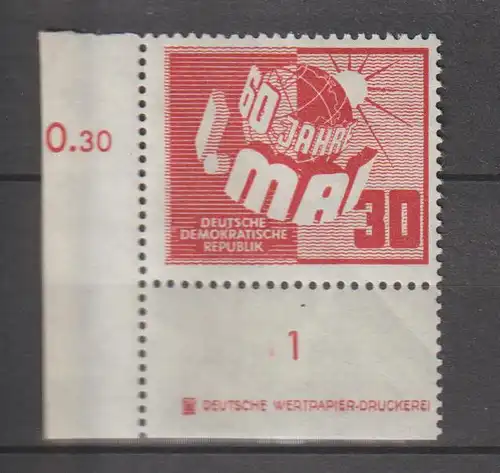 0.30
60 JAHRE
1. MAI
DEUTSCHE
DEMOKRATISCHE
REPUBLIK
30
1
DEUTSCHE WERTPAPIER-DRUCKEREI